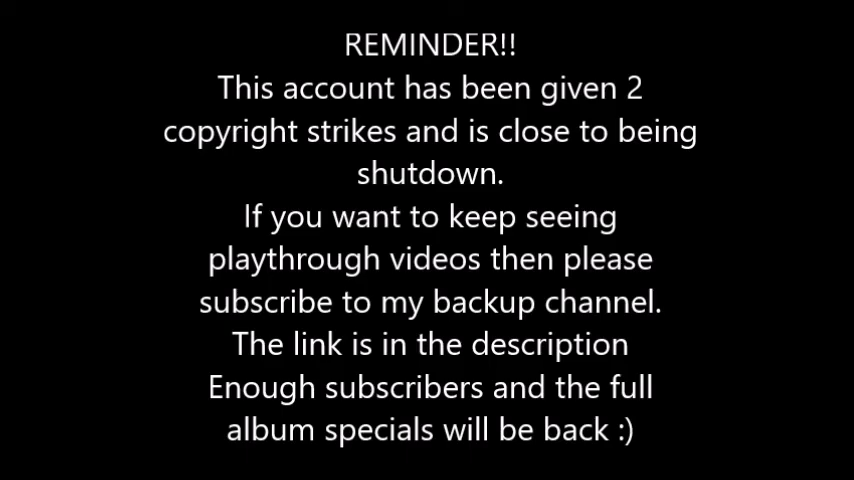 REMINDER!!
This account has been given 2
copyright strikes and is close to being
shutdown.
If you want to keep seeing
playthrough videos then please
subscribe to my backup channel.
The link is in the description
Enough subscribers and the full
album specials will be back :)